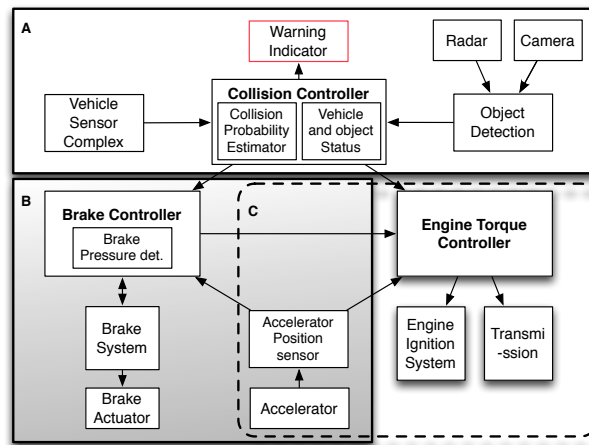 A
Warning
Indicator
Radar
Camera
Collision Controller
Vehicle
Sensor
Complex
Collision
Probability
Estimator
Vehicle
and object
Status
Object
Detection
B
Brake Controller
Brake
Pressure det.
C
Engine Torque
Controller
Brake
System
Accelerator
Position
sensor
Engine
Ignition
System
Transmi
-ssion
Brake
Actuator
Accelerator